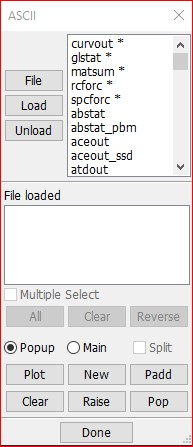 ASCII
File
Load
Unload
curvout *
glstat *
matsum *
rcforc *
spcforc *
abstat
abstat_pbm
aceout
aceout_ssd
atdout
File loaded
Multiple Select
All Clear Reverse
Popup Main Split
Plot New Padd
Clear Raise Pop
Done